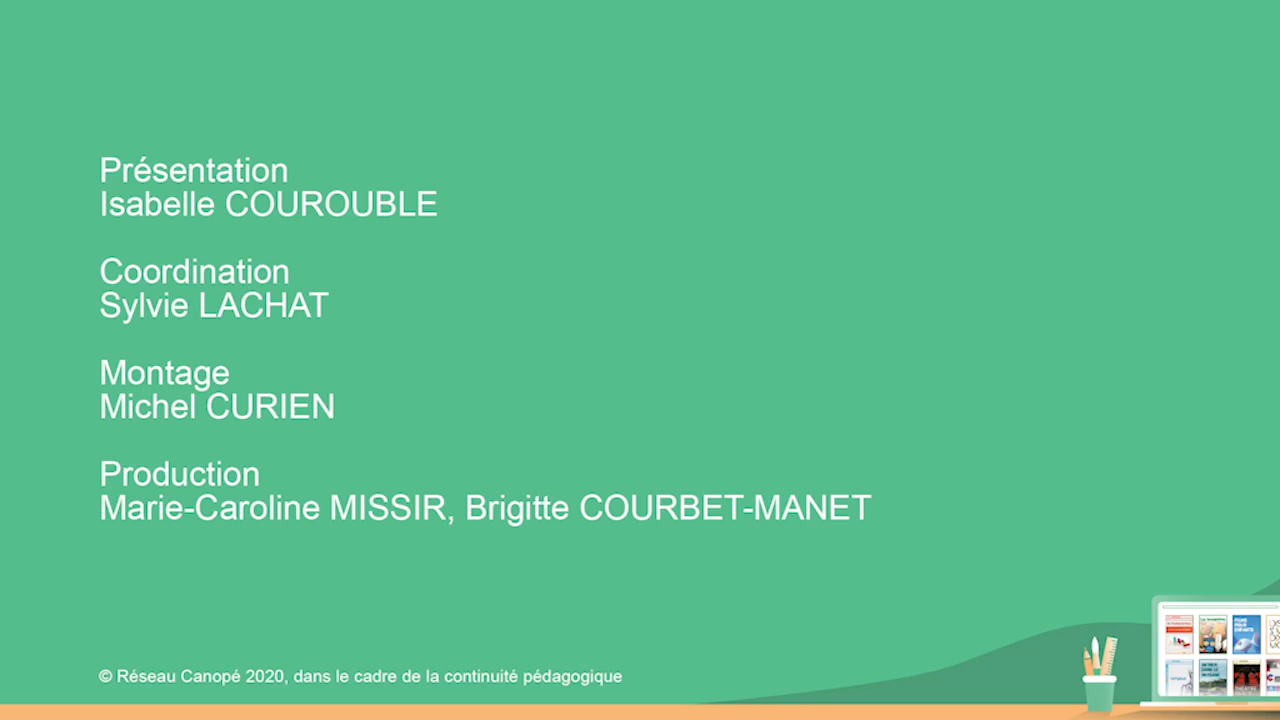 Présentation
Isabelle COUROUBLE
Coordination
Sylvie LACHAT
Montage
Michel CURIEN
Production
Marie-Caroline MISSIR, Brigitte COURBET-MANET
© Réseau Canopé 2020, dans le cadre de la continuité pédagogique